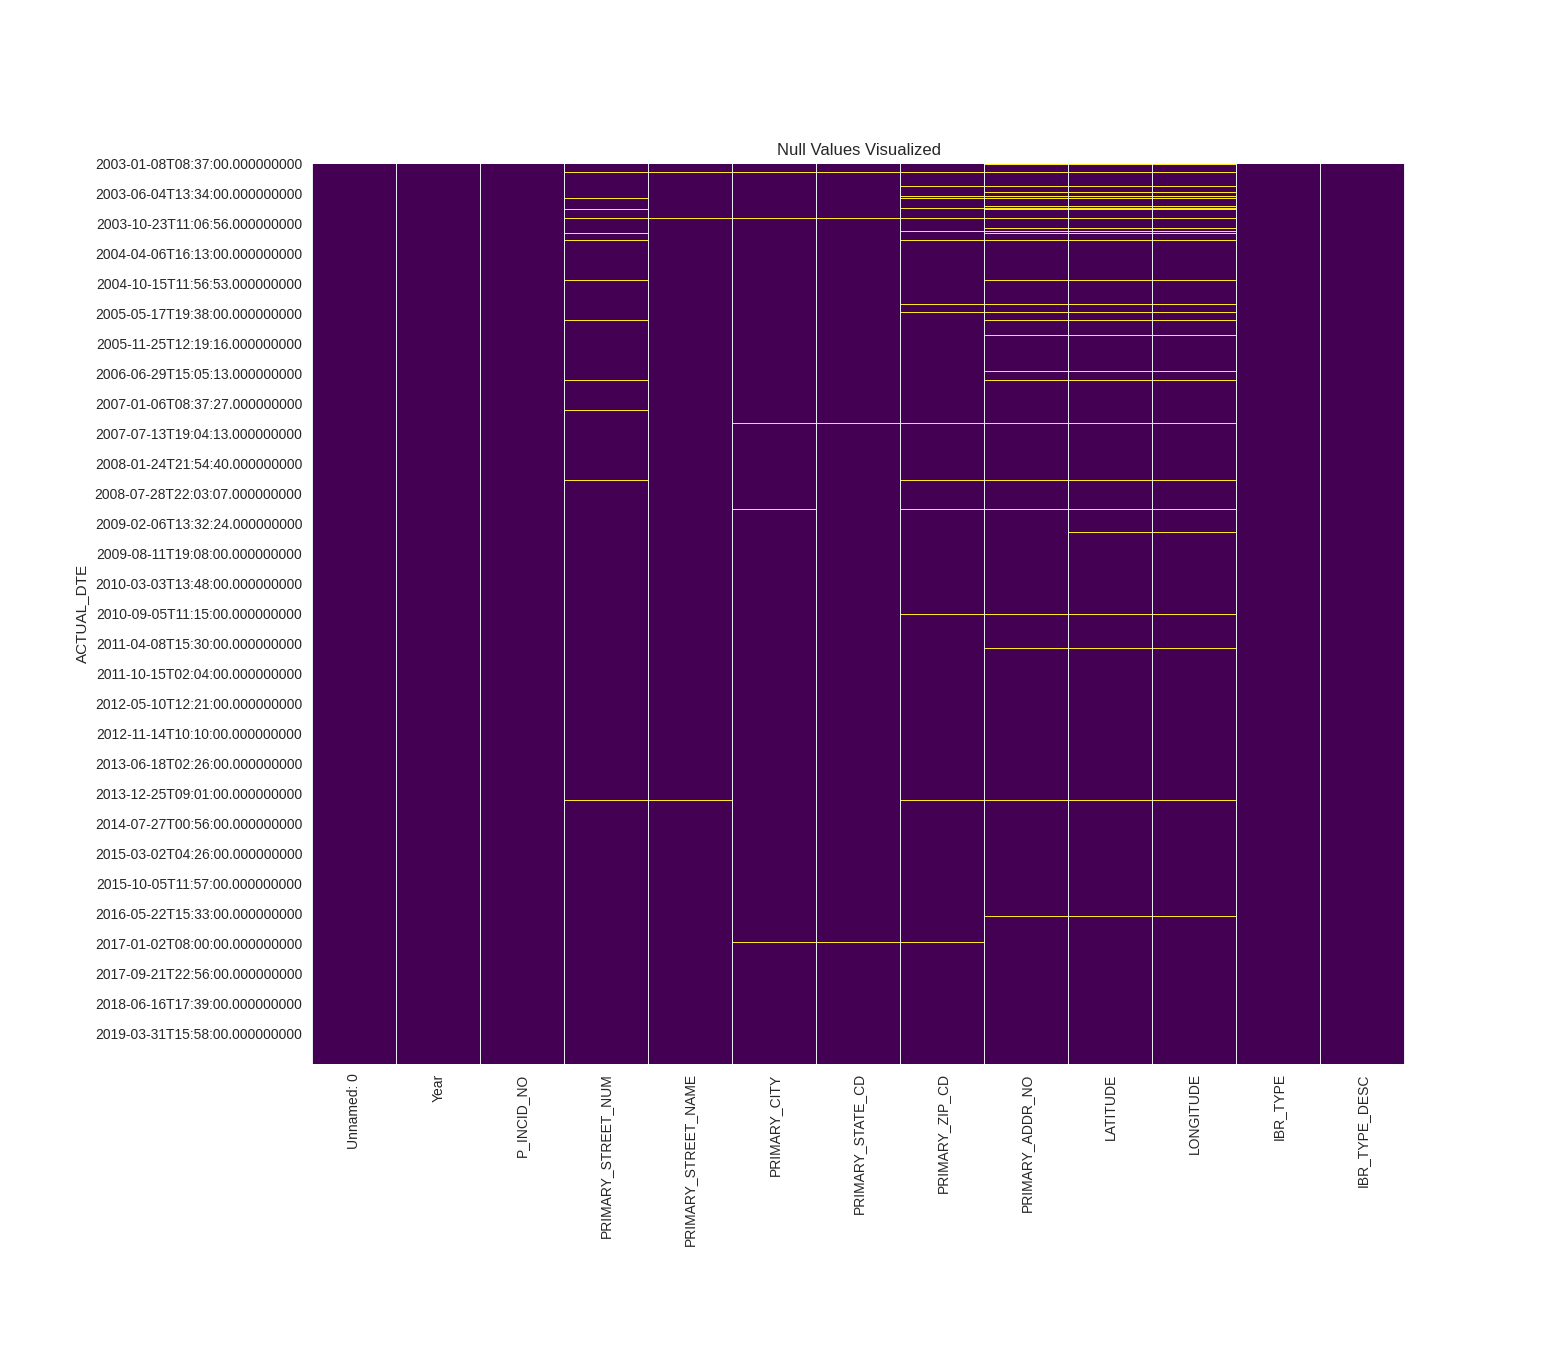 Null Values Visualized
2003-01-08T08:37:00.000000000
2003-06-04T13:34:00.000000000
2003-10-23T11:06:56.000000000
2004-04-06T16:13:00.000000000
2004-10-15T11:56:53.000000000
2005-05-17T19:38:00.000000000
2005-11-25T12:19:16.000000000
2006-06-29T15:05:13.000000000
2007-01-06T08:37:27.000000000
2007-07-13T19:04:13.000000000
2008-01-24T21:54:40.000000000
2008-07-28T22:03:07.000000000
2009-02-06T13:32:24.000000000
2009-08-11T19:08:00.000000000
2010-03-03T13:48:00.000000000
2010-09-05T11:15:00.000000000
2011-04-08T15:30:00.000000000
2011-10-15T02:04:00.000000000
2012-05-10T12:21:00.000000000
2012-11-14T10:10:00.000000000
2013-06-18T02:26:00.000000000
2013-12-25T09:01:00.000000000
2014-07-27T00:56:00.000000000
2015-03-02T04:26:00.000000000
2015-10-05T11:57:00.000000000
2016-05-22T15:33:00.000000000
2017-01-02T08:00:00.000000000
2017-09-21T22:56:00.000000000
2018-06-16T17:39:00.000000000
2019-03-31T15:58:00.000000000
ACTUAL_DTE
Unnamed: 0
Year
P_INCID_NO
PRIMARY_STREET_NUM
PRIMARY_STREET_NAME
PRIMARY_CITY
PRIMARY_STATE_CD
PRIMARY_ZIP_CD
PRIMARY_ADDR_NO
LATITUDE
LONGITUDE
IBR_TYPE
IBR_TYPE_DESC